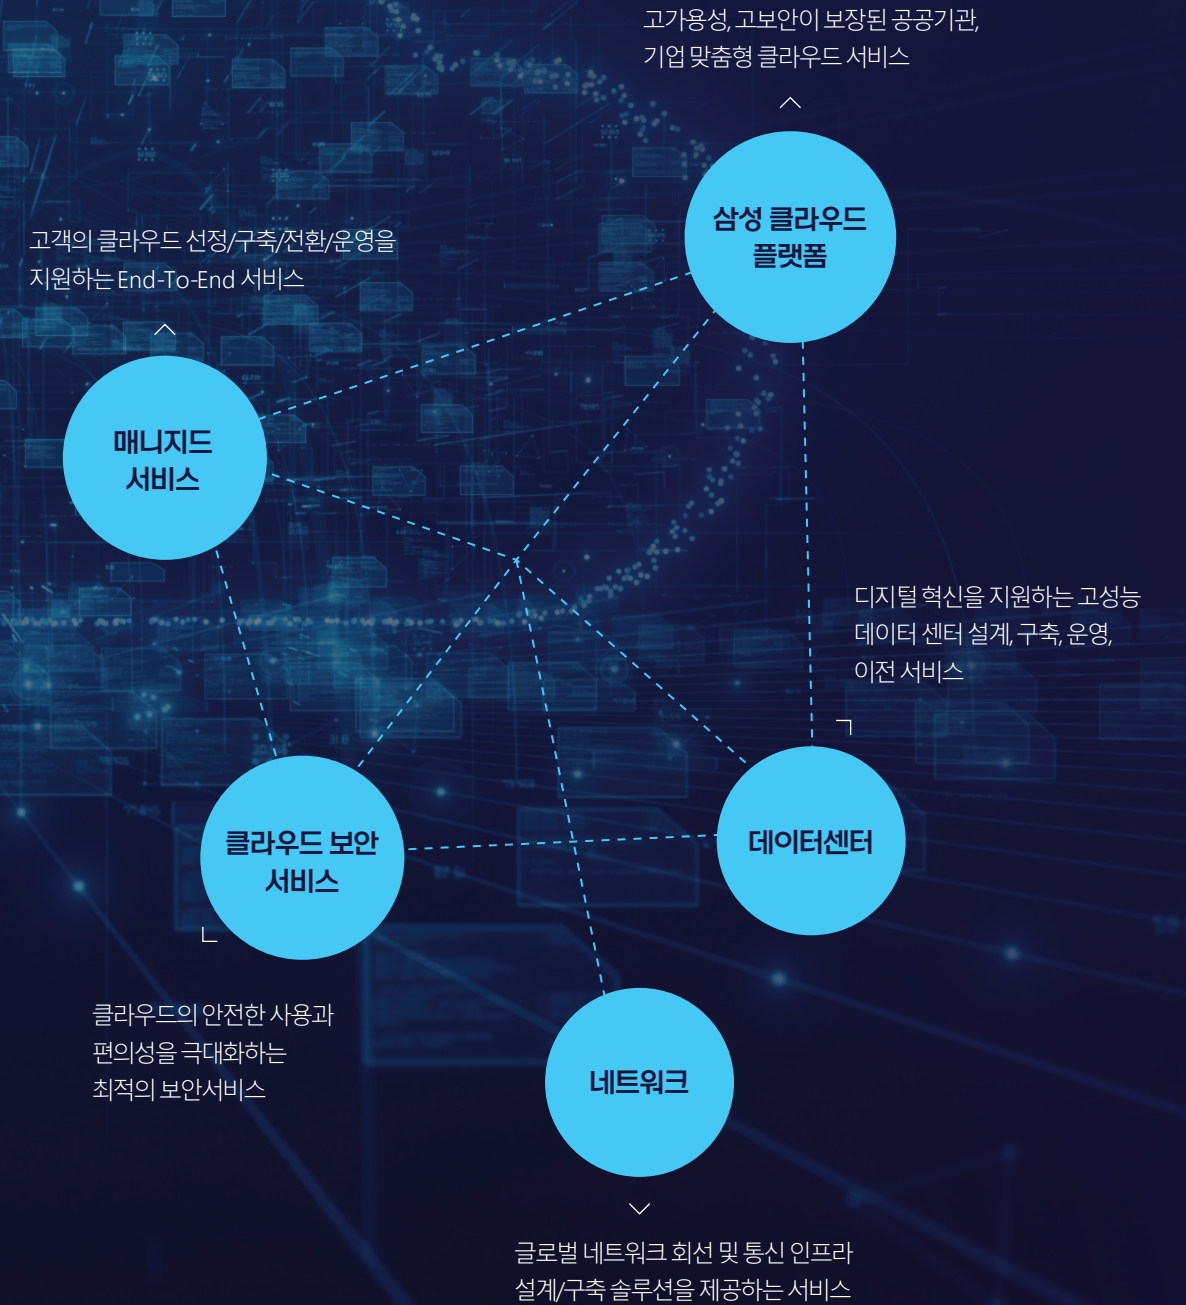 고가용성, 고보안이 보장된 공공기관,
기업 맞춤형 클라우드 서비스
삼성 클라우드
플랫폼
고객의 클라우드 선정/구축/전환/운영을
지원하는 End-To-End 서비스
매니지드
서비스
디지털 혁신을 지원하는 고성능
데이터 센터 설계, 구축, 운영,
이전 서비스
데이터센터
클라우드 보안
서비스
클라우드의 안전한 사용과
편의성을 극대화하는
최적의 보안서비스
네트워크
글로벌 네트워크 회선 및 통신 인프라
설계/구축 솔루션을 제공하는 서비스